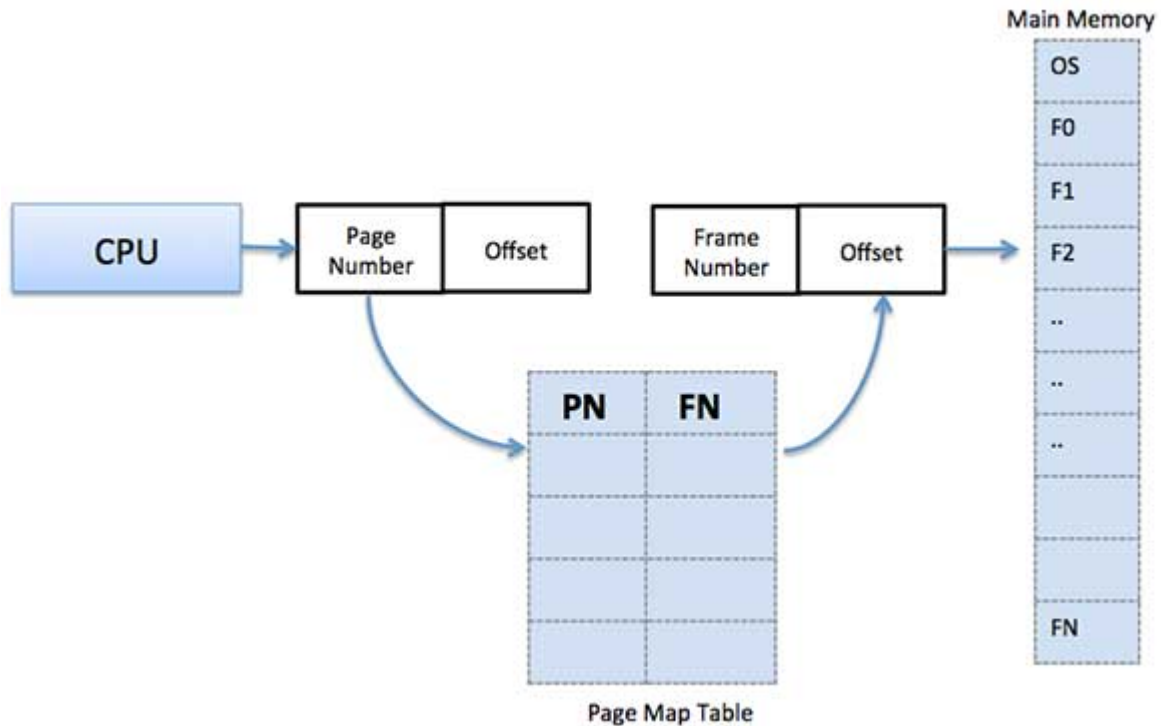 Main Memory
OS
F0
F1
F2
..
..
..
FN
CPU
Page
Number
Offset
Frame
Number
Offset
PN
FN
Page Map Table